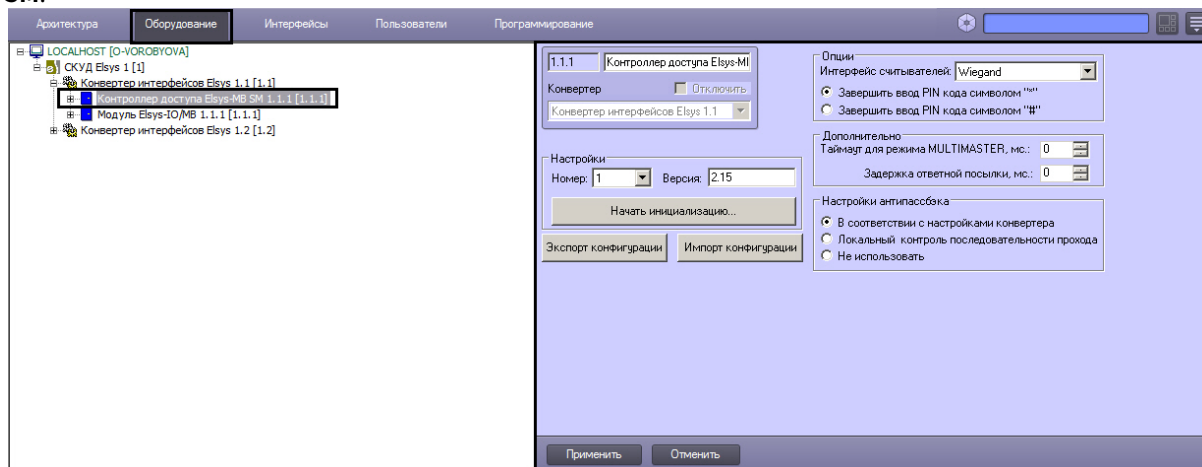 SM.
Архитектура Оборудование Интерфейсы Пользователи Программирование
LOCALHOST [O-VOROBYOVA]
СКУД Elsys 1 [1]
Конвертер интерфейсов Elsys 1.1 [1.1]
Контроллер доступа Elsys-MB SM 1.1.1 [1.1.1]
Модуль Elsys-IO/MB 1.1.1 [1.1.1]
Конвертер интерфейсов Elsys 1.2 [1.2]
1.1.1 Контроллер доступа Elsys-MI
Конвертер Отключить
Конвертер интерфейсов Elsys 1.1
Настройки
Номер: 1 Версия: 2.15
Начать инициализацию...
Экспорт конфигурации Импорт конфигурации
Опции
Интерфейс считывателей: Wiegand
Завершить ввод PIN кода символом "*"
Завершить ввод PIN кода символом "#"
Дополнительно
Таймаут для режима MULTIMASTER, мс.: 0
Задержка ответной посылки, мс.: 0
Настройки антипассбэка
В соответствии с настройками конвертера
Локальный контроль последовательности прохода
Не использовать
Применить Отменить